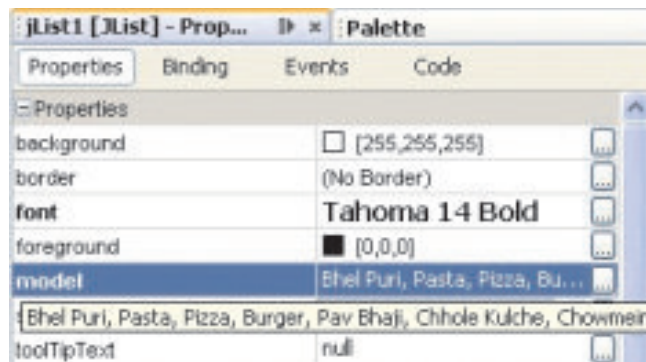 jList1 [JList] - Prop...
Palette
Properties Binding Events Code
Properties
background [255,255,255] ...
border (No Border) ...
font Tahoma 14 Bold ...
foreground [0,0,0] ...
model Bhel Puri, Pasta, Pizza, Bu... ...
Bhel Puri, Pasta, Pizza, Burger, Pav Bhaji, Chhole Kulche, Chowmein
toolTipText null ...